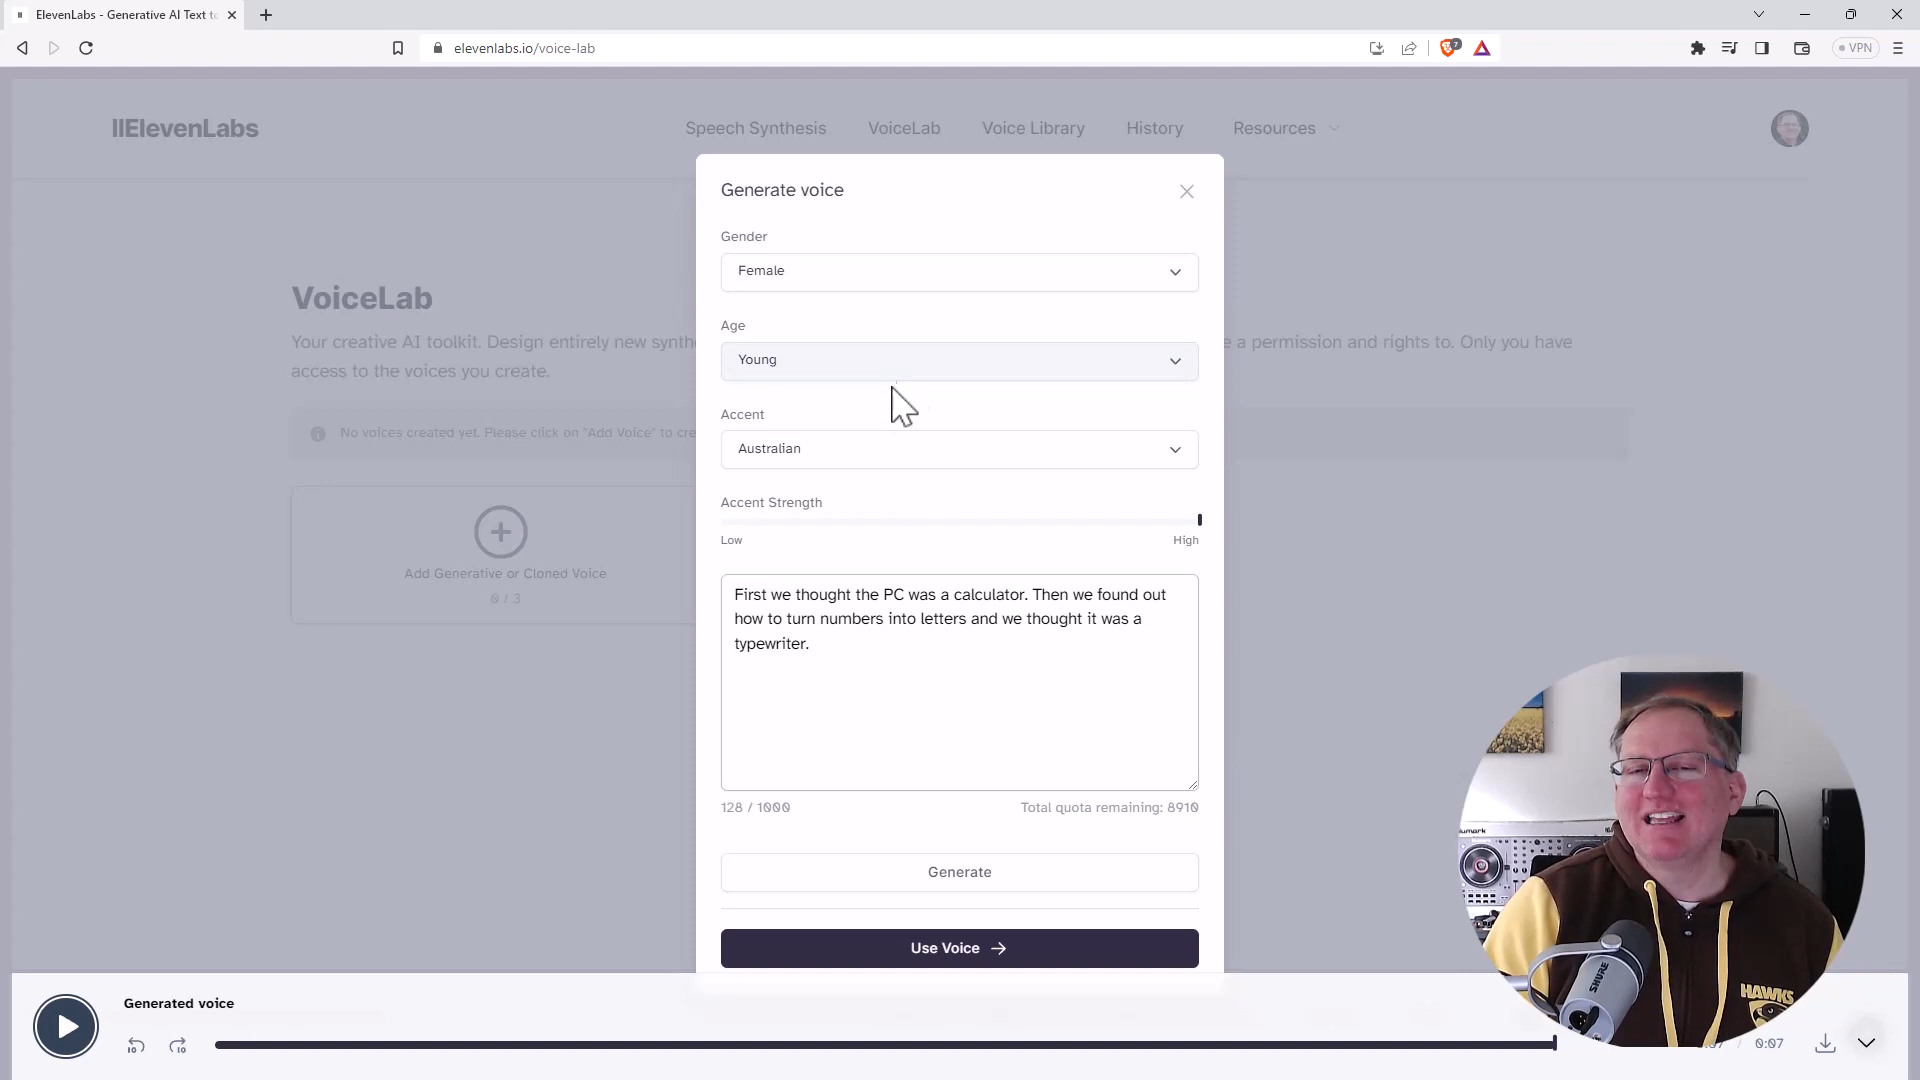 ElevenLabs - Generative AI Text to
elevenlabs.io/voice-lab
VPN
IIElevenLabs
Speech Synthesis
VoiceLab
Voice Library
History
Resources
Generate voice
Gender
Female
VoiceLab
Your creative AI toolkit. Design entirely new synthe
e a permission and rights to. Only you have
access to the voices you create.
Age
Young
Accent
No voices created yet. Please click on "Add Voice" to cre
Australian
Accent Strength
Low
High
Add Generative or Cloned Voice
0 / 3
First we thought the PC was a calculator. Then we found out
how to turn numbers into letters and we thought it was a
typewriter.
128 / 1000
Total quota remaining: 8910
Generate
Use Voice
Generated voice
10
10
0:07
SHURE
HAWKS